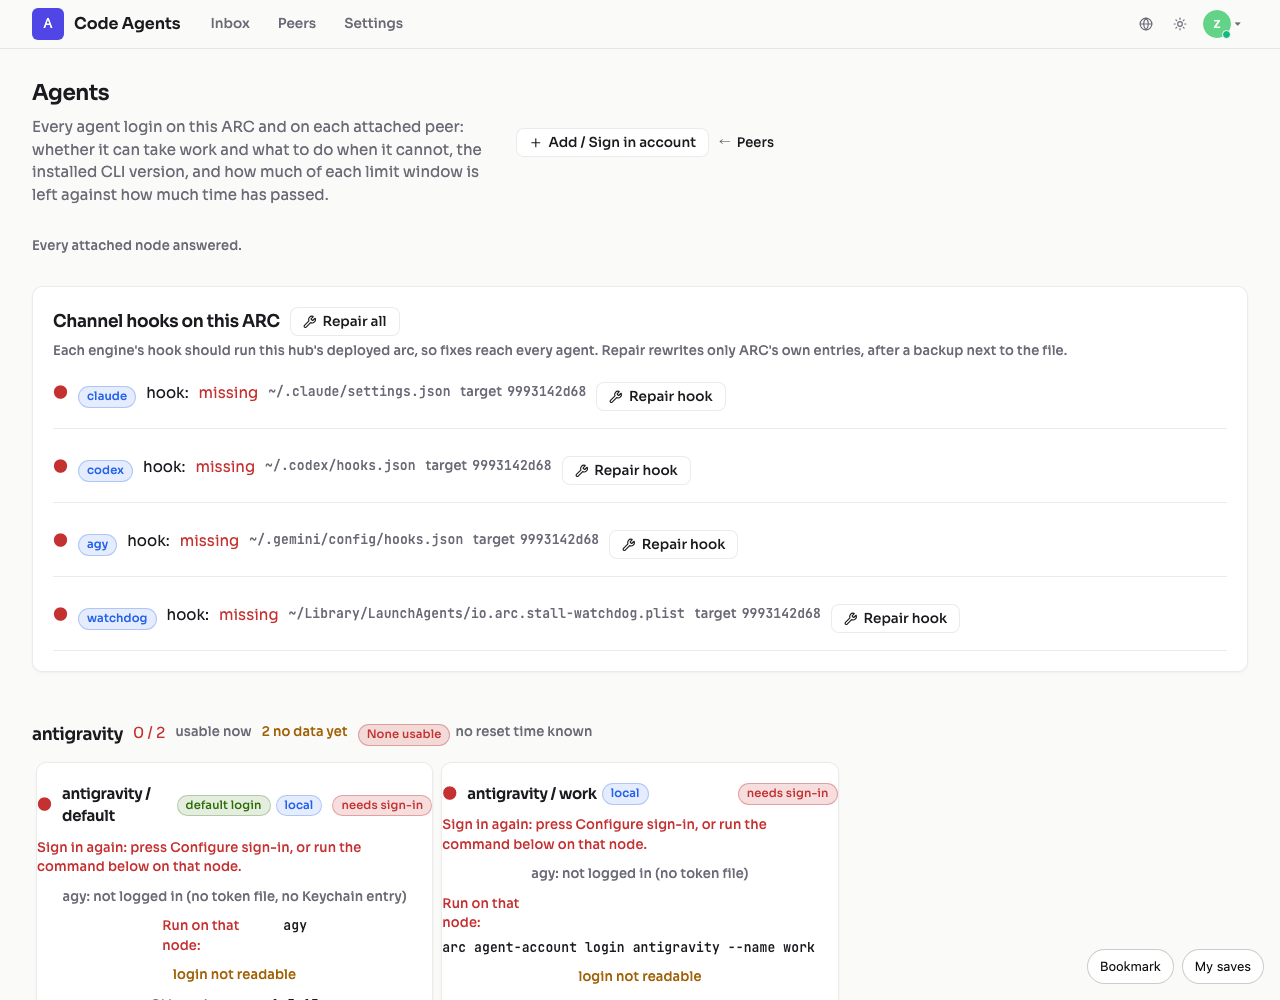 A Code Agents Inbox Peers Settings Z
Agents
Every agent login on this ARC and on each attached peer:
whether it can take work and what to do when it cannot, the
installed CLI version, and how much of each limit window is
left against how much time has passed.
+ Add / Sign in account ← Peers
Every attached node answered.
Channel hooks on this ARC Repair all
Each engine's hook should run this hub's deployed arc, so fixes reach every agent. Repair rewrites only ARC's own entries, after a backup next to the file.
claude hook: missing ~/.claude/settings.json target 9993142d68 Repair hook
codex hook: missing ~/.codex/hooks.json target 9993142d68 Repair hook
agy hook: missing ~/.gemini/config/hooks.json target 9993142d68 Repair hook
watchdog hook: missing ~/Library/LaunchAgents/io.arc.stall-watchdog.plist target 9993142d68 Repair hook
antigravity 0 / 2 usable now 2 no data yet None usable no reset time known
antigravity /
default
default login local needs sign-in
Sign in again: press Configure sign-in, or run the
command below on that node.
agy: not logged in (no token file, no Keychain entry)
Run on that
node:
agy
login not readable
antigravity / work local needs sign-in
Sign in again: press Configure sign-in, or run the
command below on that node.
agy: not logged in (no token file)
Run on that
node:
arc agent-account login antigravity --name work
login not readable
Bookmark My saves